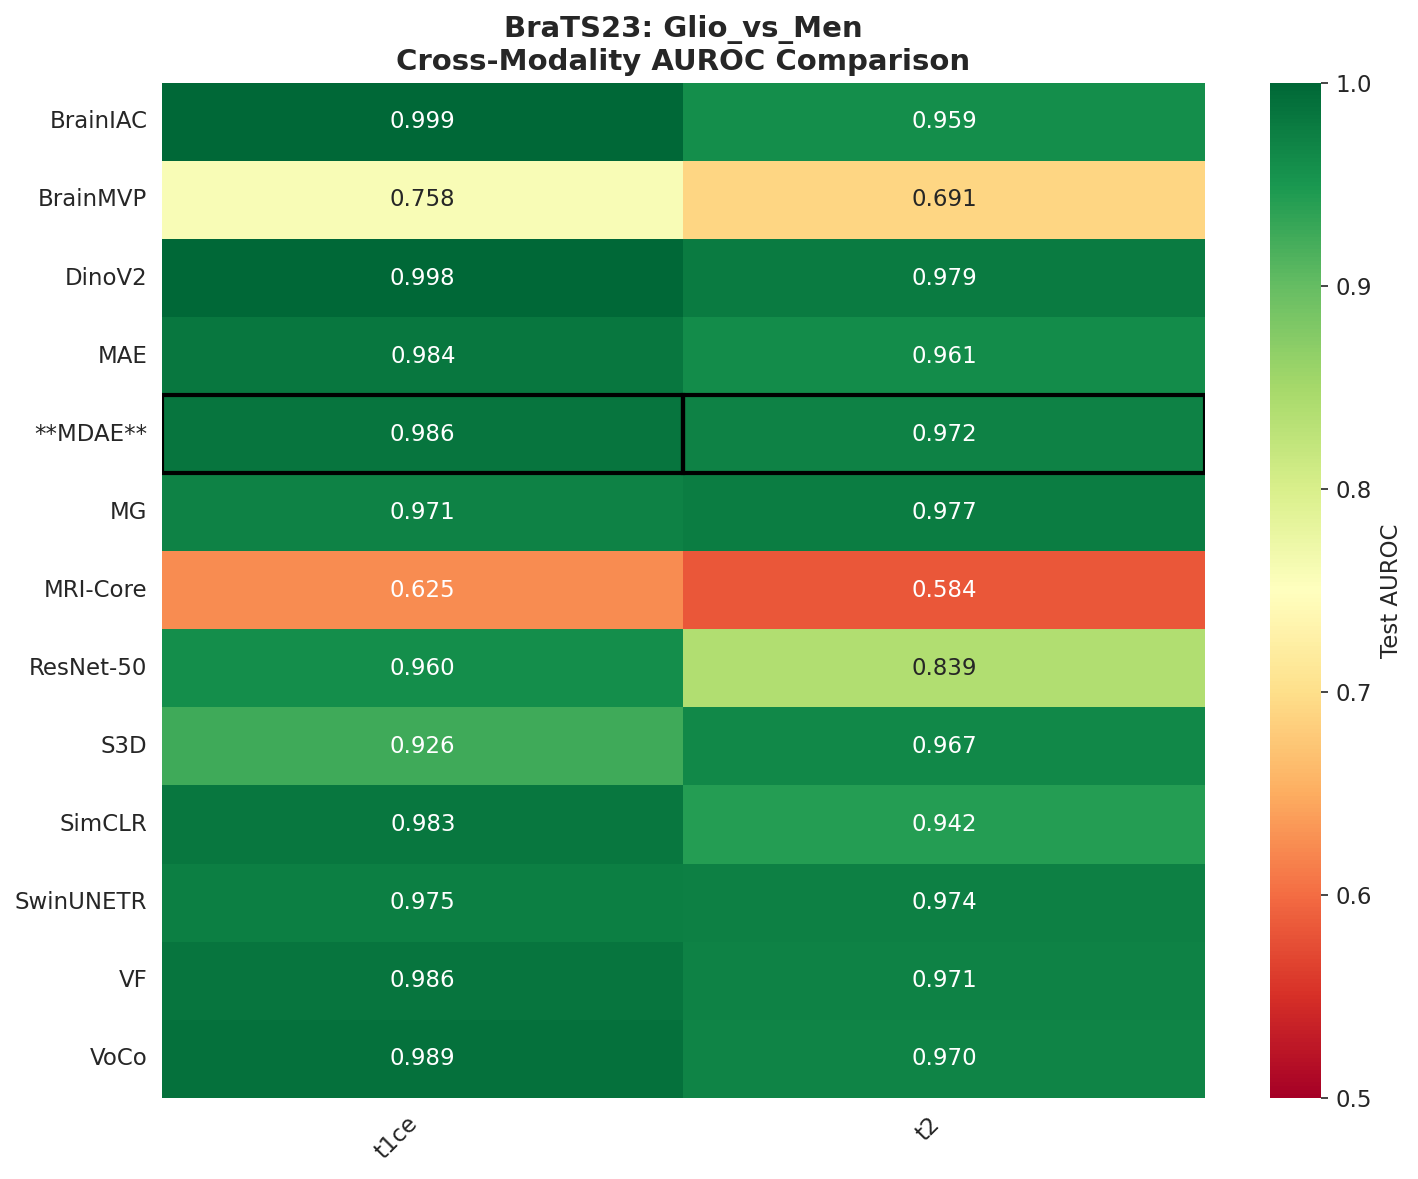 BraTS23: Glio_vs_Men
Cross-Modality AUROC Comparison
BrainIAC 0.999 0.959
BrainMVP 0.758 0.691
DinoV2 0.998 0.979
MAE 0.984 0.961
**MDAE** 0.986 0.972
MG 0.971 0.977
MRI-Core 0.625 0.584
ResNet-50 0.960 0.839
S3D 0.926 0.967
SimCLR 0.983 0.942
SwinUNETR 0.975 0.974
VF 0.986 0.971
VoCo 0.989 0.970
t1ce t2
1.0
0.9
0.8
0.7
0.6
0.5
Test AUROC